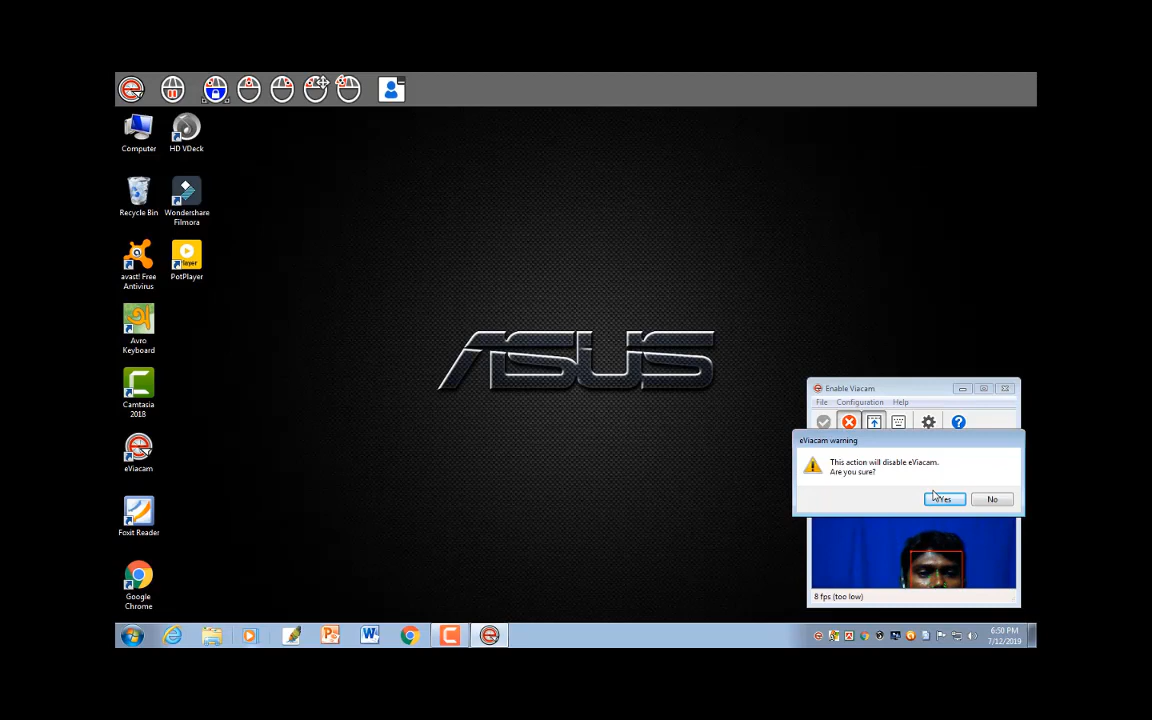 Computer
HD VDeck
Recycle Bin
Wondershare
Filmora
avast! Free
Antivirus
layer
PotPlayer
Avro
Keyboard
Camtasia
2018
eViacam
Foxit Reader
Google
Chrome
ASUS
Enable Viacam
File Configuration Help
eViacam warning
This action will disable eViacam.
Are you sure?
Yes No
8 fps (too low)
6:50 PM
7/12/2019